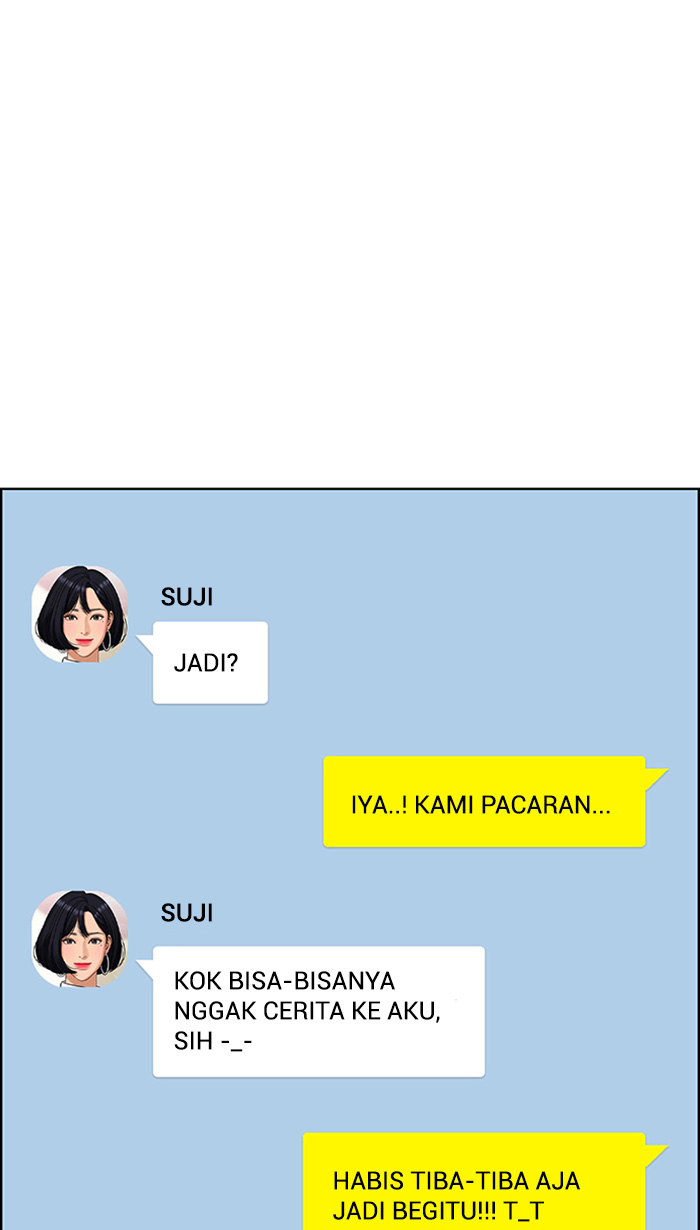 SUJI
JADI?
IYA..! KAMI PACARAN...
SUJI
KOK BISA-BISANYA
NGGAK CERITA KE AKU,
SIH -_-
HABIS TIBA-TIBA AJA
JADI BEGITU!!! T_T